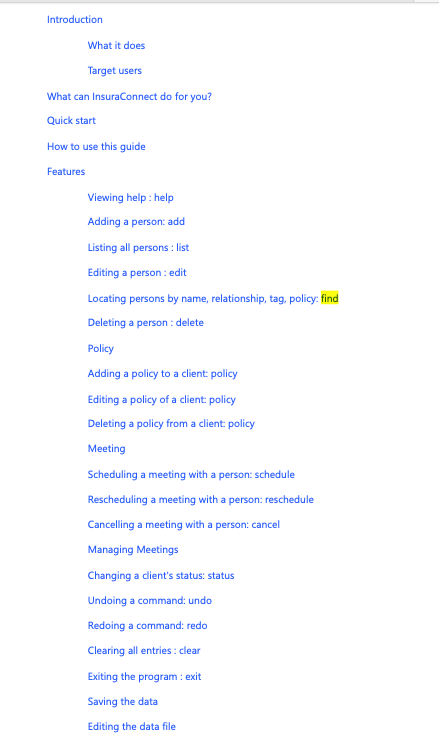 Introduction
What it does
Target users
What can InsuraConnect do for you?
Quick start
How to use this guide
Features
Viewing help : help
Adding a person: add
Listing all persons : list
Editing a person : edit
Locating persons by name, relationship, tag, policy: find
Deleting a person : delete
Policy
Adding a policy to a client: policy
Editing a policy of a client: policy
Deleting a policy from a client: policy
Meeting
Scheduling a meeting with a person: schedule
Rescheduling a meeting with a person: reschedule
Cancelling a meeting with a person: cancel
Managing Meetings
Changing a client's status: status
Undoing a command: undo
Redoing a command: redo
Clearing all entries : clear
Exiting the program : exit
Saving the data
Editing the data file